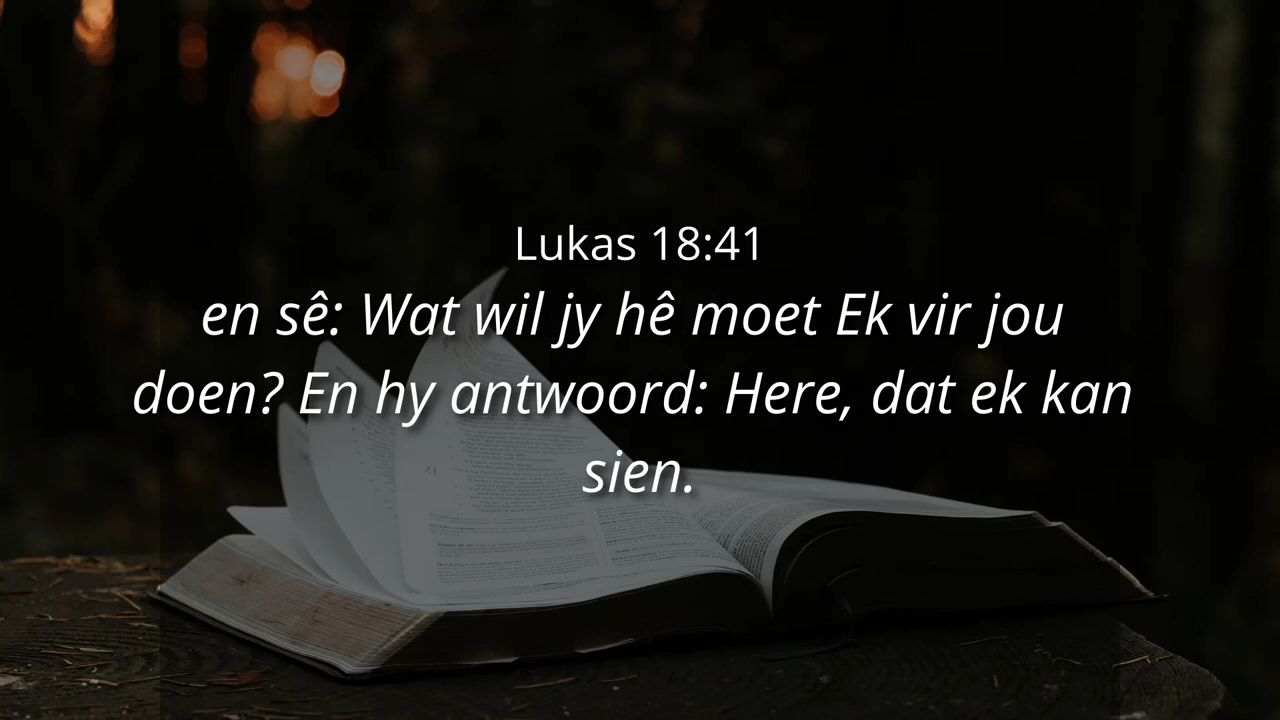 Lukas 18:41
en sê: Wat wil jy hê moet Ek vir jou
doen? En hy antwoord: Here, dat ek kan
sien.